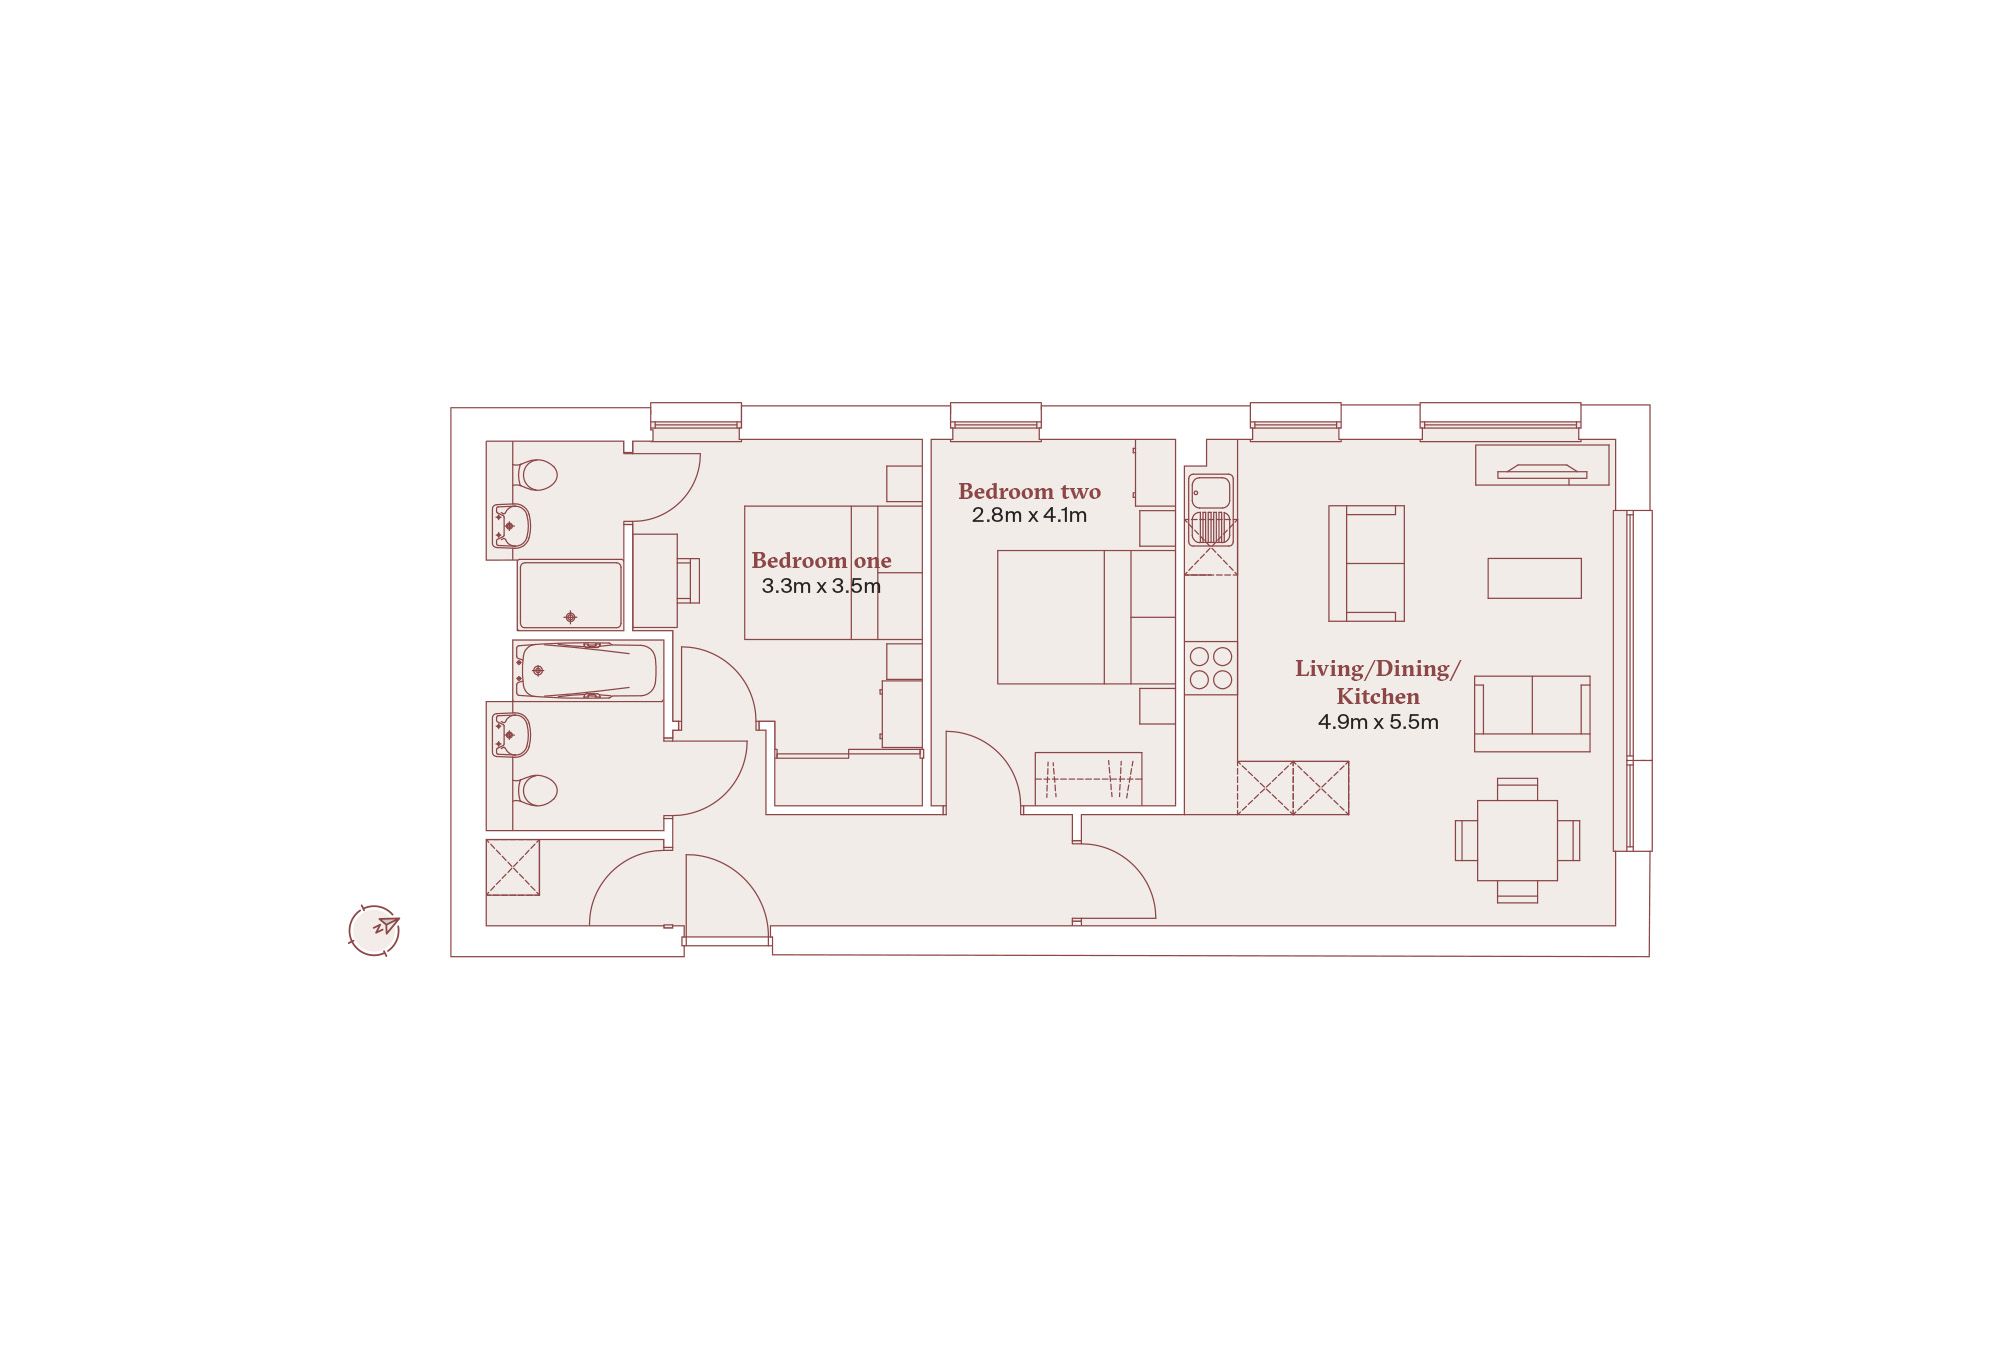 Bedroom two
2.8m x 4.1m
Bedroom one
3.3m x 3.5m
Living/Dining/
Kitchen
4.9m x 5.5m
N